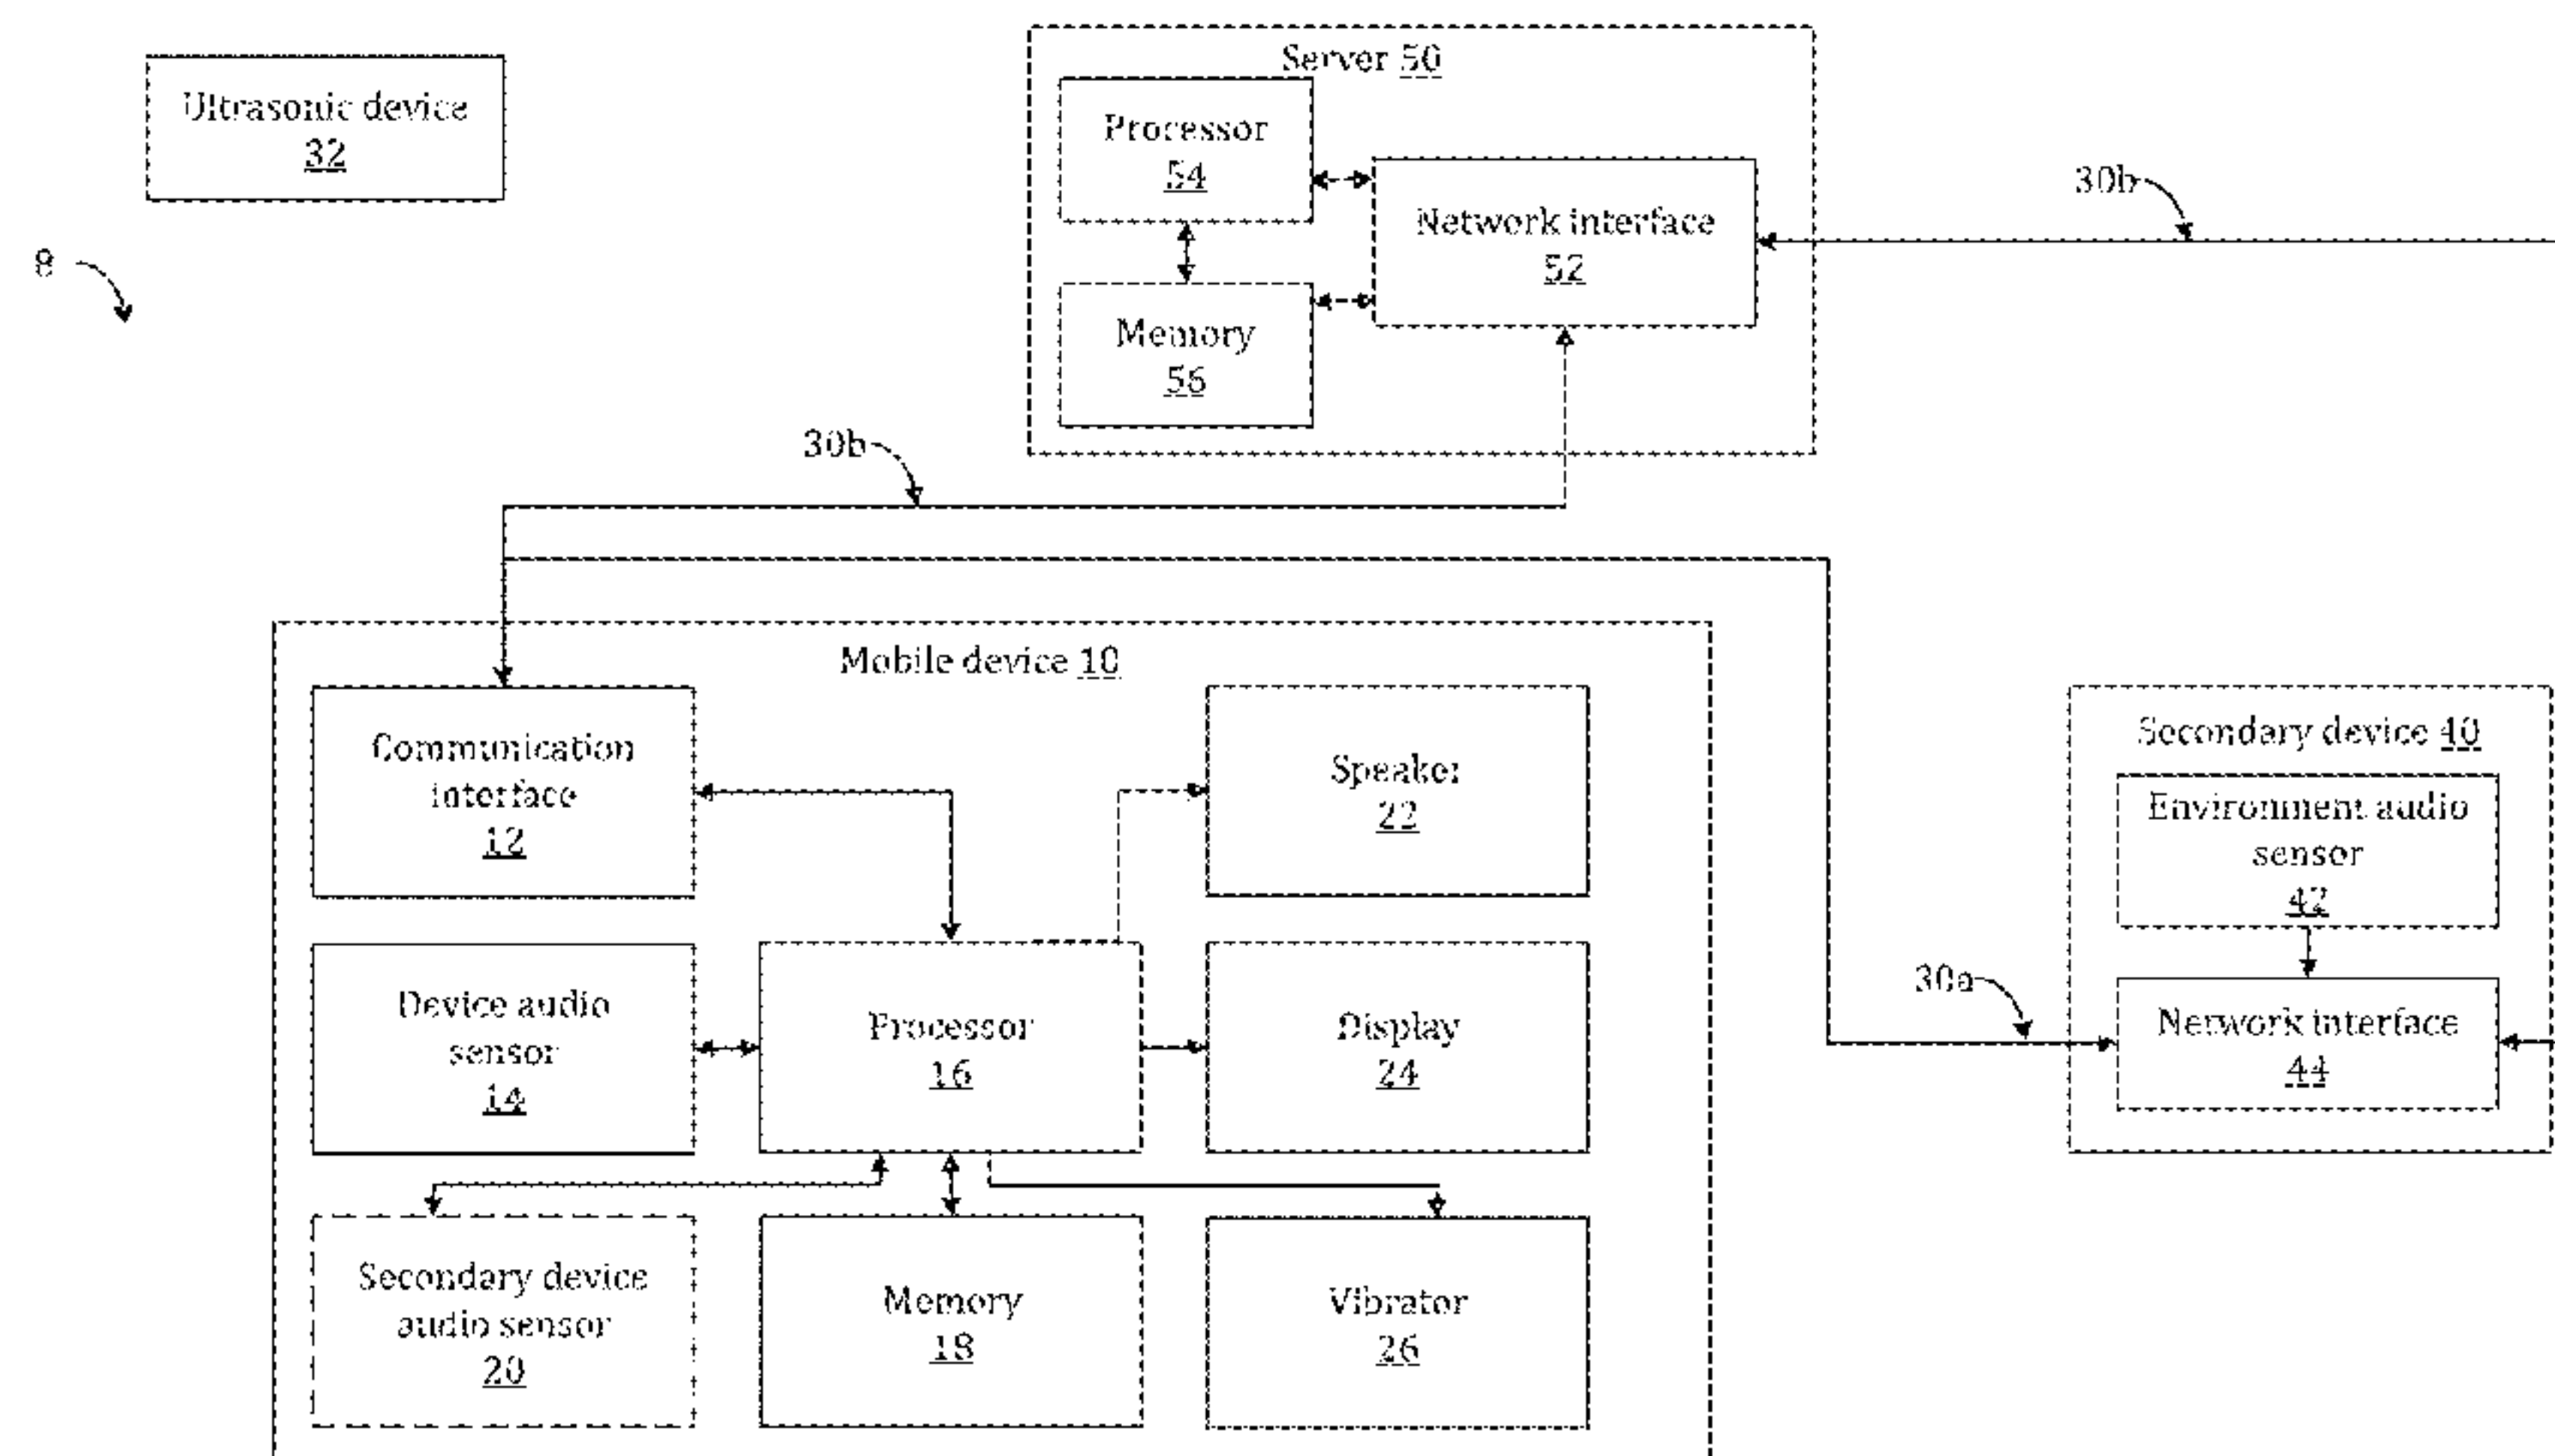 Ultrasonic device
32
8
Server 50
Processor
54
Memory
56
Network interface
52
30b
30b
Mobile device 10
Communication
interface
12
Speaker
22
Device audio
sensor
14
Processor
16
Display
24
Secondary device
audio sensor
20
Memory
18
Vibrator
26
30a
Secondary device 40
Environment audio
sensor
42
Network interface
44